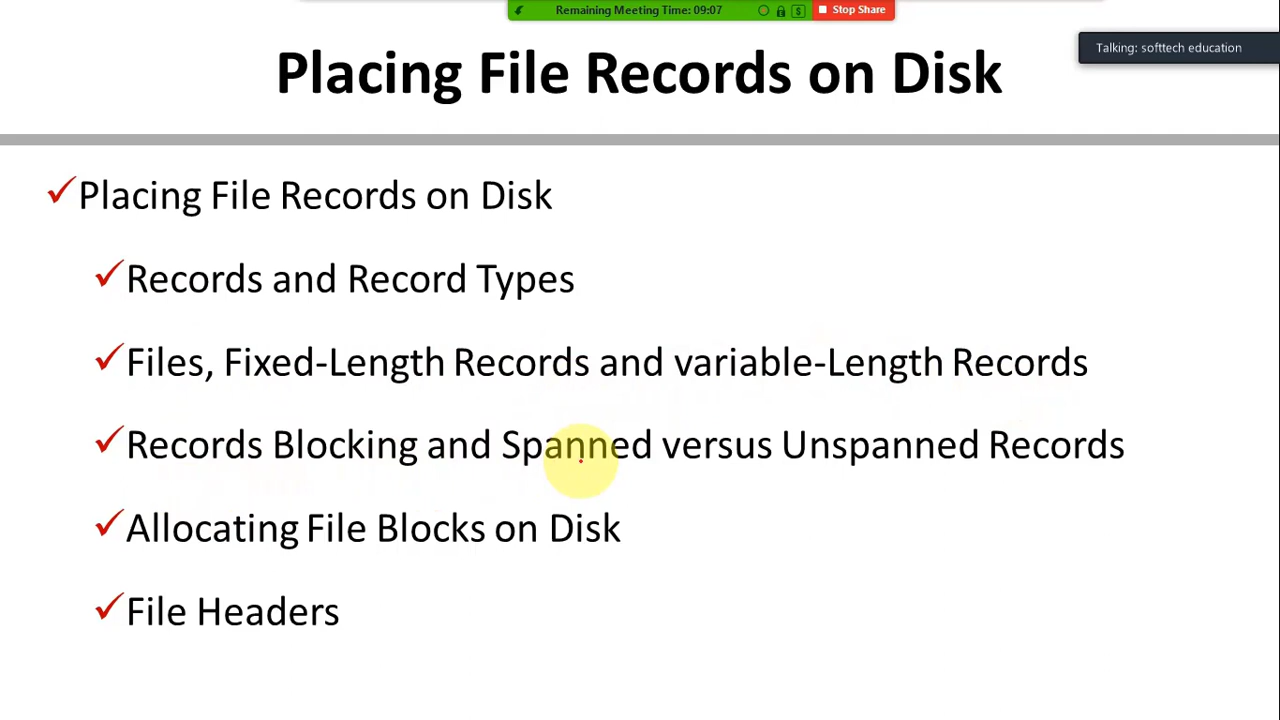 Remaining Meeting Time: 09:07
Stop Share
Talking: softtech education
Placing File Records on Disk
Placing File Records on Disk
Records and Record Types
Files, Fixed-Length Records and variable-Length Records
Records Blocking and Spanned versus Unspanned Records
Allocating File Blocks on Disk
File Headers